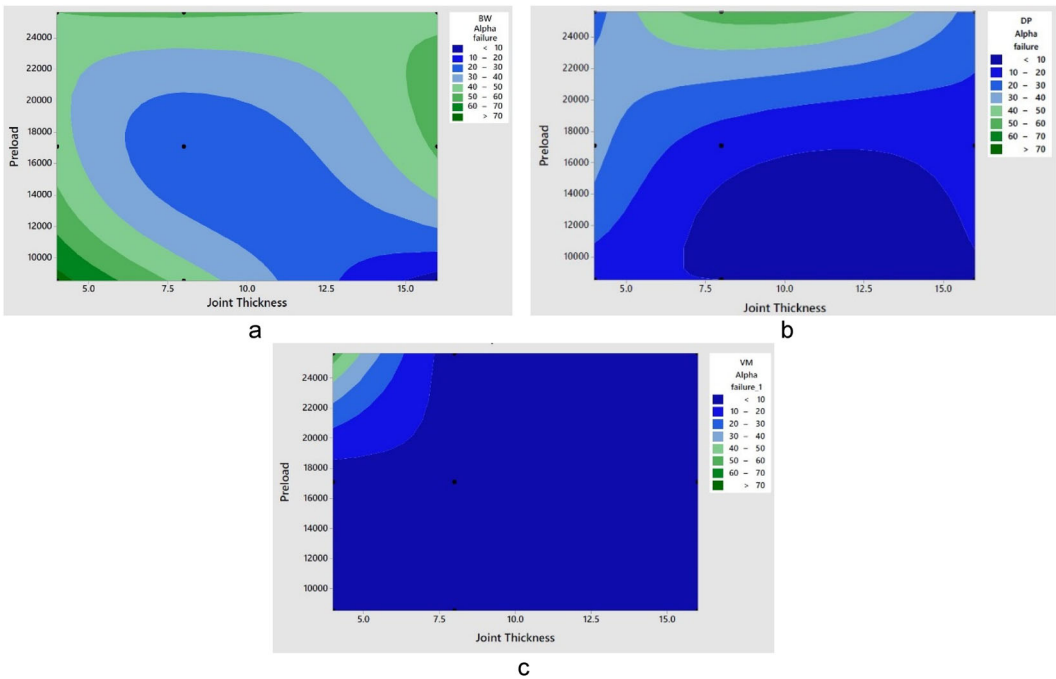 BW
Alpha
failure
< 10
10 – 20
20 – 30
30 – 40
40 – 50
50 – 60
60 – 70
> 70
24000
22000
20000
18000
16000
14000
12000
10000
Preload
5.0 7.5 10.0 12.5 15.0
Joint Thickness
a
DP
Alpha
failure
< 10
10 – 20
20 – 30
30 – 40
40 – 50
50 – 60
60 – 70
> 70
24000
22000
20000
18000
16000
14000
12000
10000
Preload
5.0 7.5 10.0 12.5 15.0
Joint Thickness
b
VM
Alpha
failure_1
< 10
10 – 20
20 – 30
30 – 40
40 – 50
50 – 60
60 – 70
> 70
24000
22000
20000
18000
16000
14000
12000
10000
Preload
5.0 7.5 10.0 12.5 15.0
Joint Thickness
c